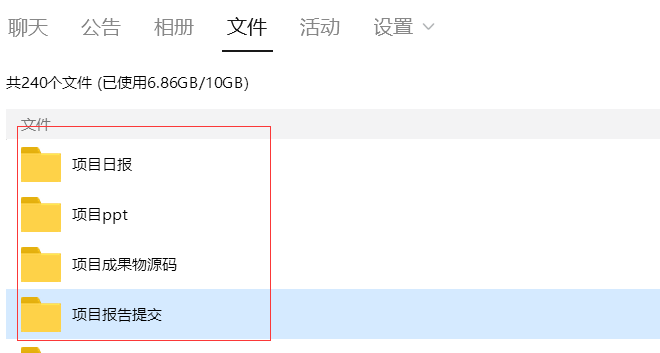 聊天 公告 相册 文件 活动 设置
共240个文件 (已使用6.86GB/10GB)
文件
项目日报
项目ppt
项目成果物源码
项目报告提交